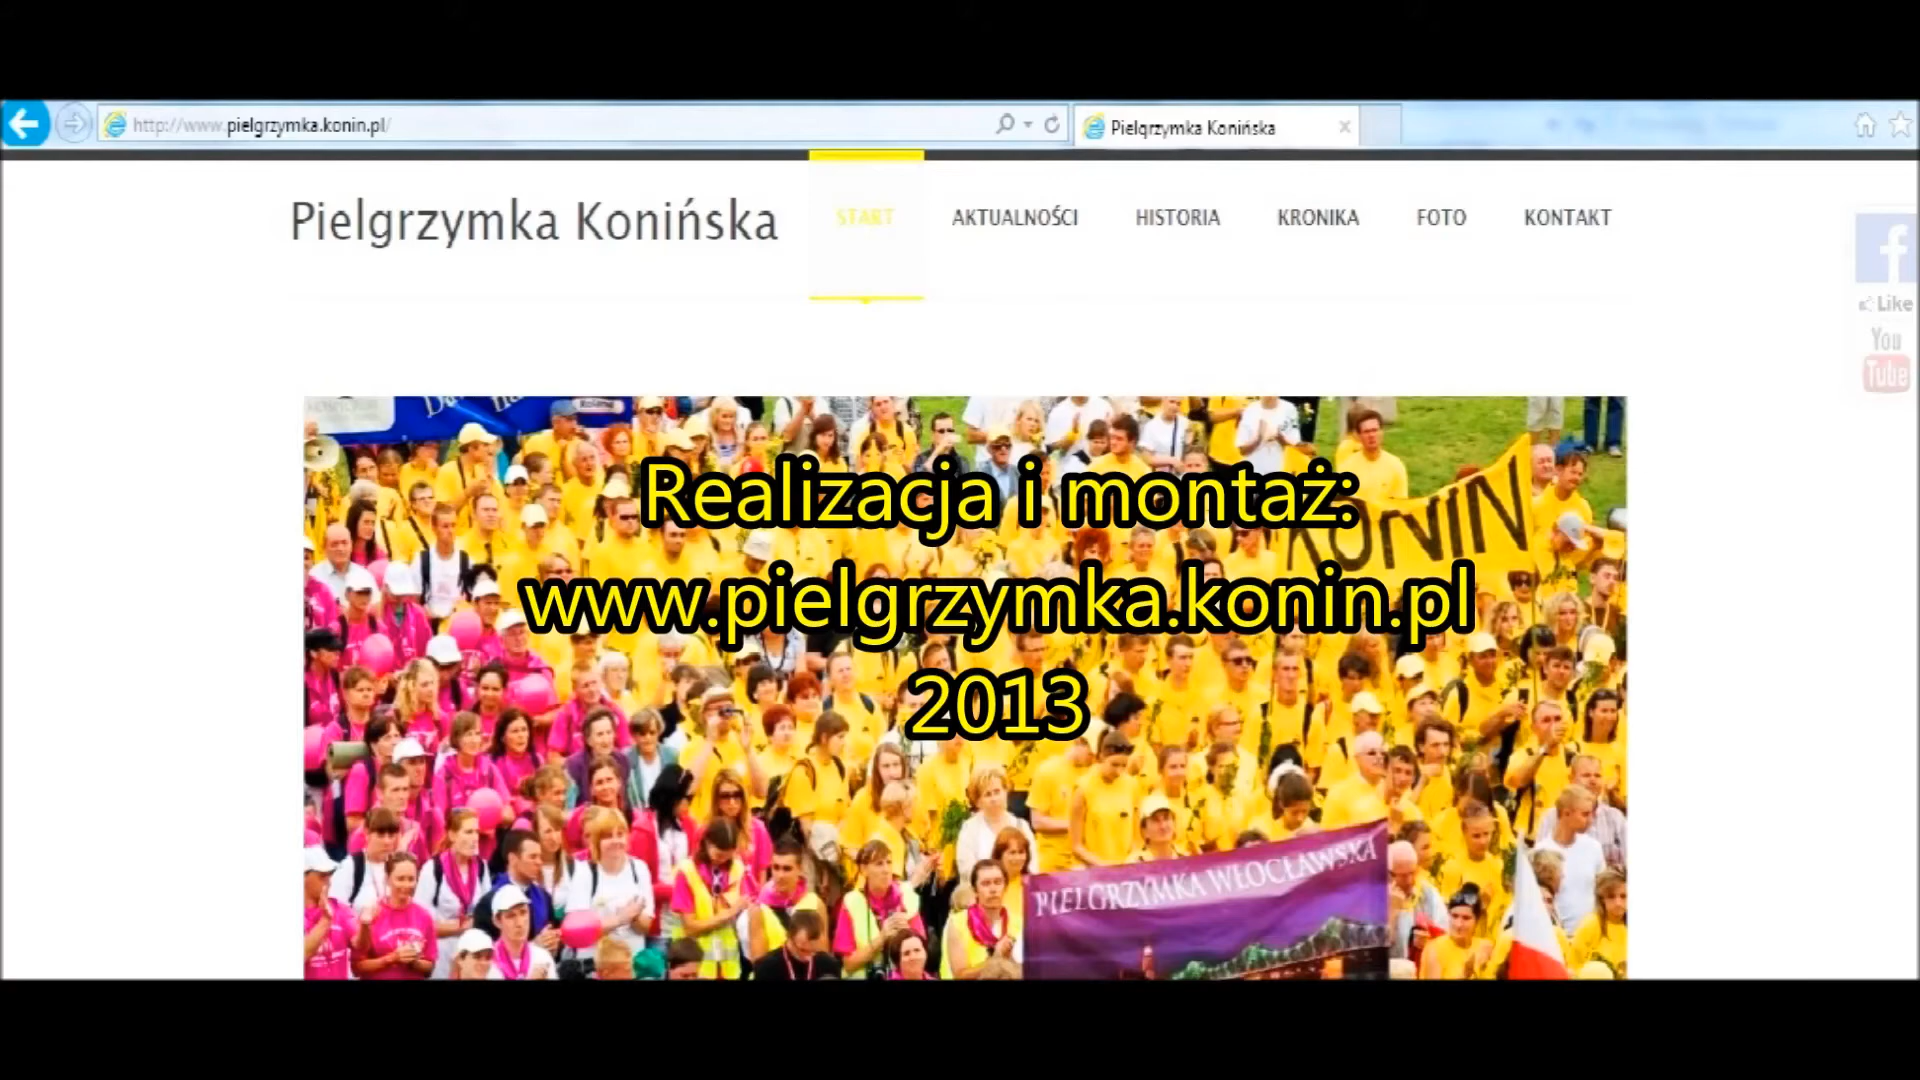 http://www.pielgrzymka.konin.pl/
Pielgrzymka Konińska
Pielgrzymka Konińska
START
AKTUALNOŚCI
HISTORIA
KRONIKA
FOTO
KONTAKT
f
Like
You
Tube
Realizacja i montaż:
KONIN
www.pielgrzymka.konin.pl
2013
PIELGRZYMKA WŁOCŁAWSKA